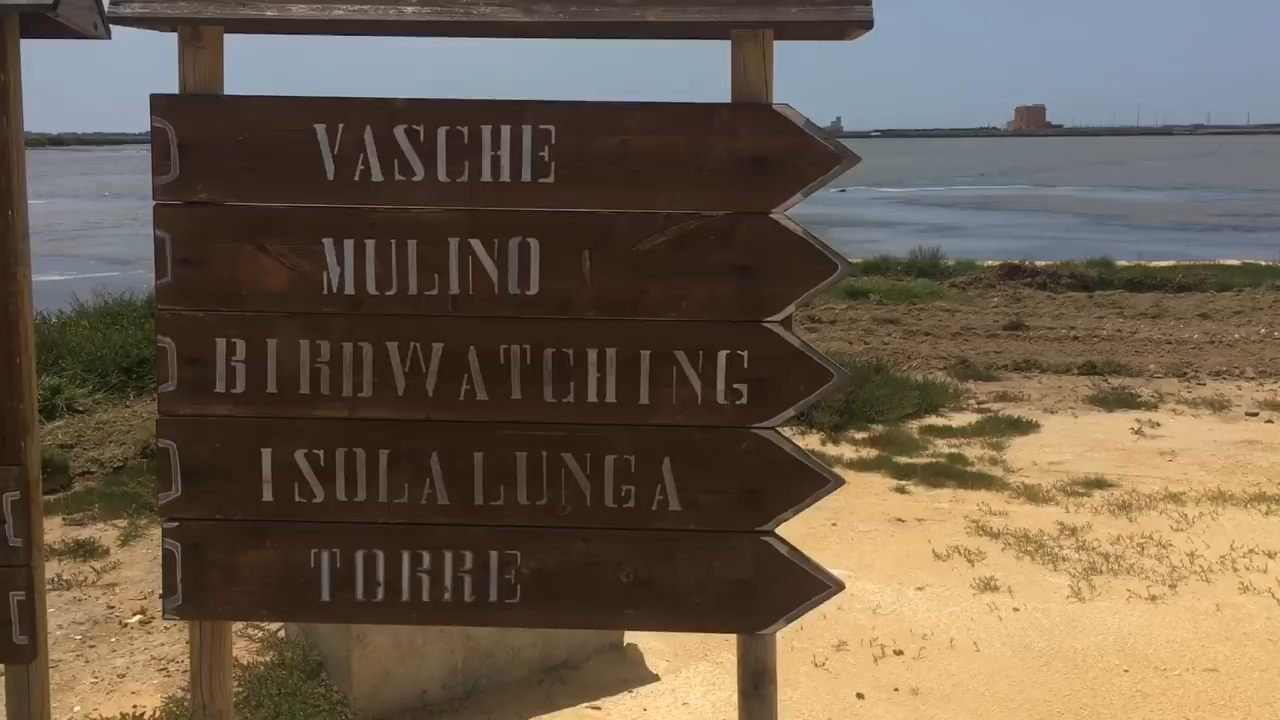 VASCHE
MULINO
BIRDWATCHING
ISOLA LUNGA
TORRE